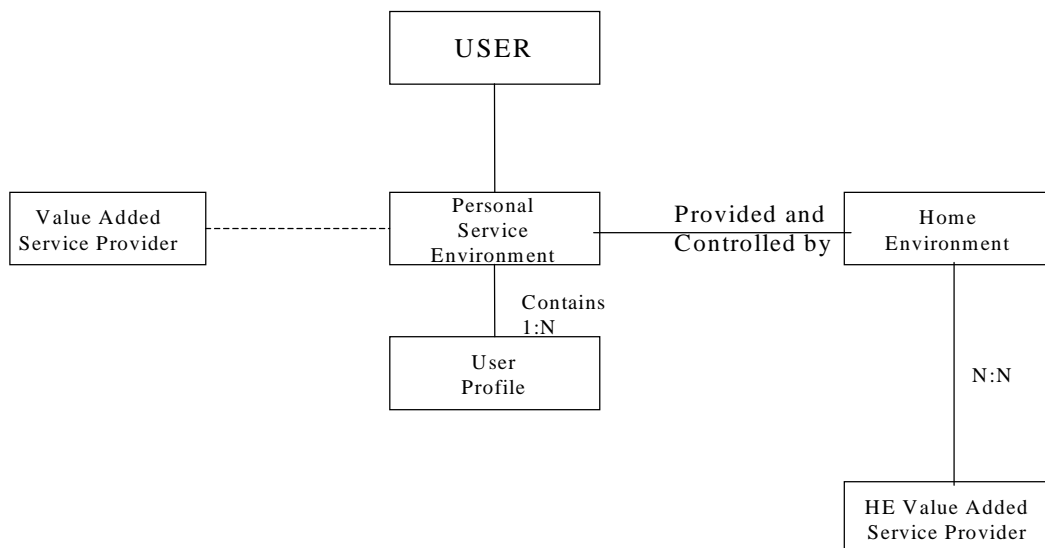 USER
Value Added
Service Provider
Personal
Service
Environment
Provided and
Controlled by
Home
Environment
Contains
1:N
User
Profile
N:N
HE Value Added
Service Provider